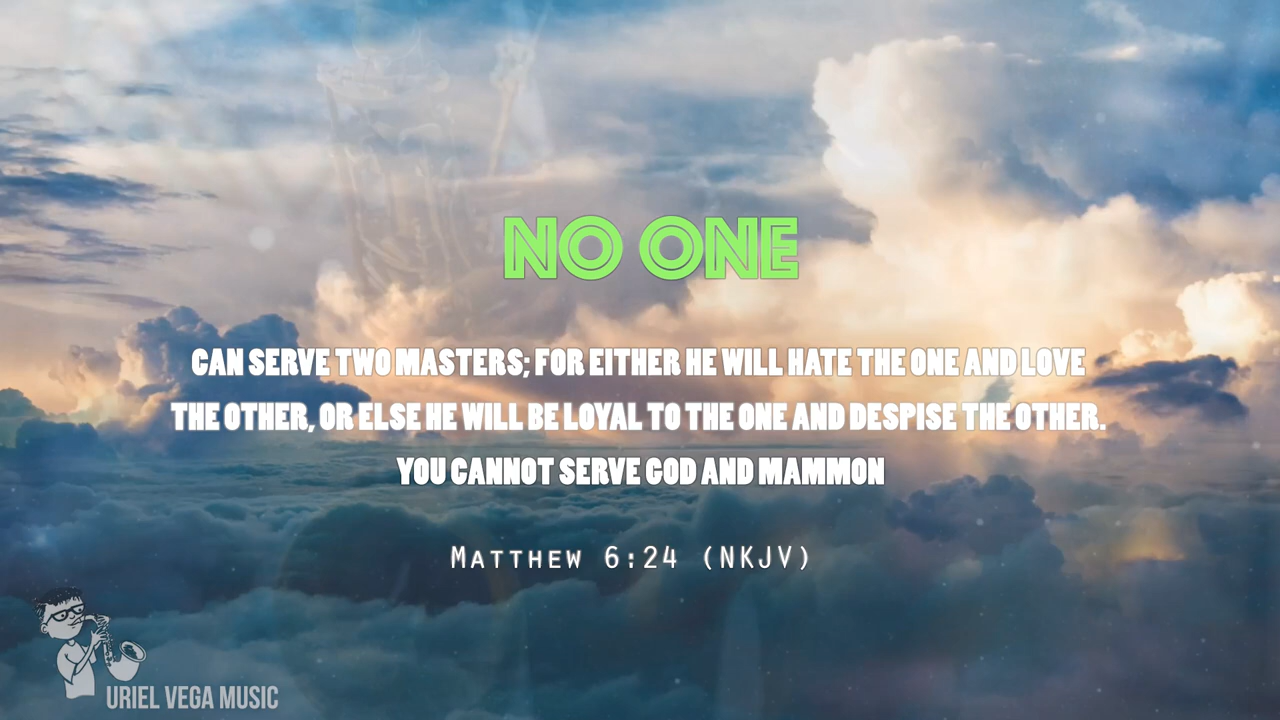 NO ONE
CAN SERVE TWO MASTERS; FOR EITHER HE WILL HATE THE ONE AND LOVE
THE OTHER, OR ELSE HE WILL BE LOYAL TO THE ONE AND DESPISE THE OTHER.
YOU CANNOT SERVE GOD AND MAMMON
MATTHEW 6:24 (NKJV)
URIEL VEGA MUSIC